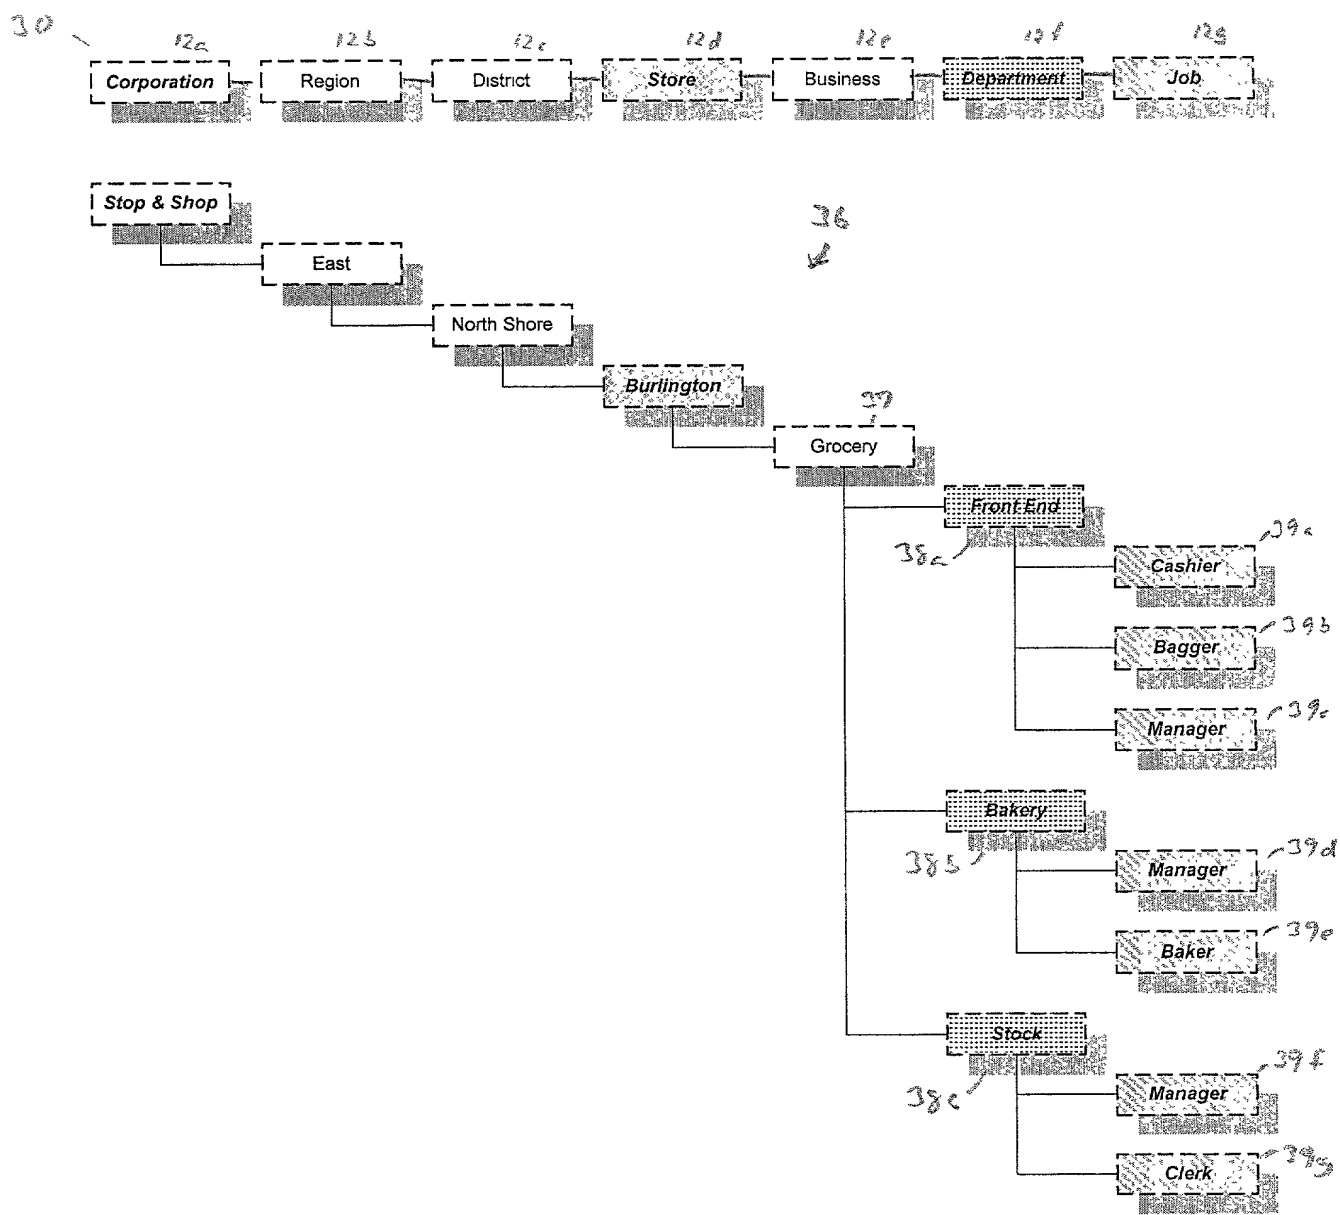 30
12a 12b 12c 12d 12e 12f 12g
Corporation Region District Store Business Department Job
Stop & Shop
36
East
North Shore
Burlington
37
Grocery
Front End
38a
39a
Cashier
39b
Bagger
39c
Manager
Bakery
38b
39d
Manager
39e
Baker
Stock
38c
39f
Manager
39g
Clerk